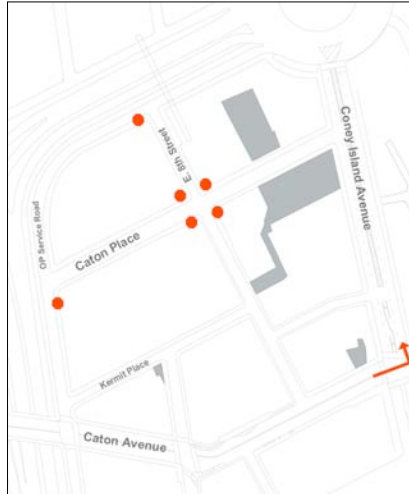 Coney Island Avenue
E. 8th Street
OP Service Road
Caton Place
Kermit Place
Caton Avenue